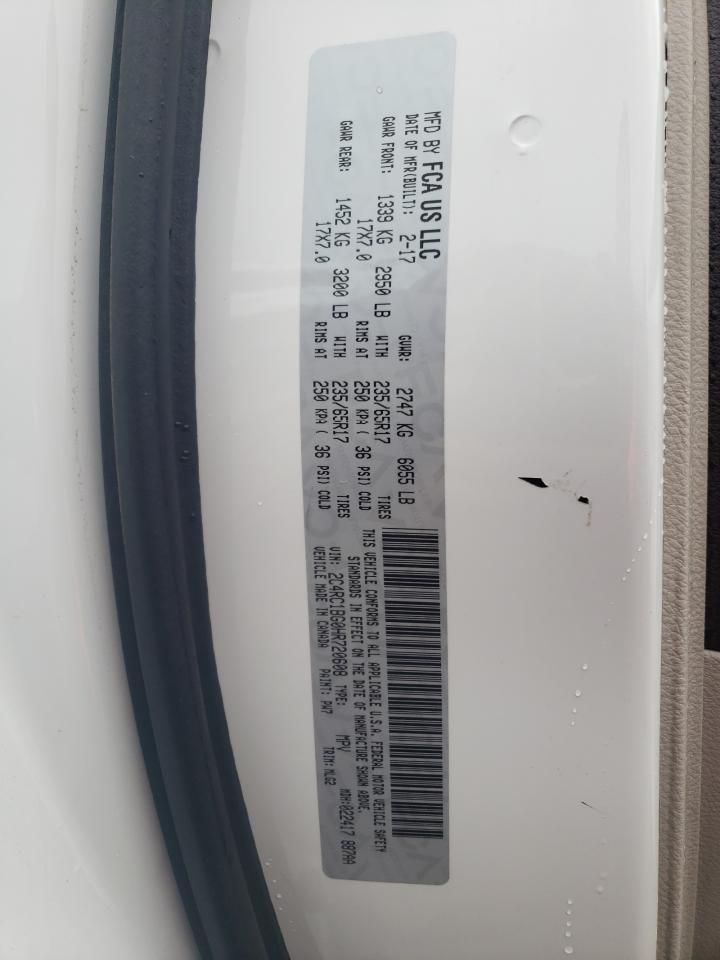 MFD BY FCA US LLC
DATE OF MFR(BUILT): 2-17 GVWR: 2747 KG 6055 LB
GAWR FRONT: 1339 KG 2950 LB WITH 235/65R17 TIRES
17X7.0 RIMS AT 250 KPA ( 36 PSI) COLD
GAWR REAR: 1452 KG 3200 LB WITH 235/65R17 TIRES
17X7.0 RIMS AT 250 KPA ( 36 PSI) COLD
THIS VEHICLE CONFORMS TO ALL APPLICABLE U.S.A. FEDERAL MOTOR VEHICLE SAFETY
STANDARDS IN EFFECT ON THE DATE OF MANUFACTURE SHOWN ABOVE.
VIN: 2C4RC1BG0HR720608 TYPE: MPV MDH:022417 887AA
VEHICLE MADE IN CANADA PAINT: PW7 TRIM:MLG2